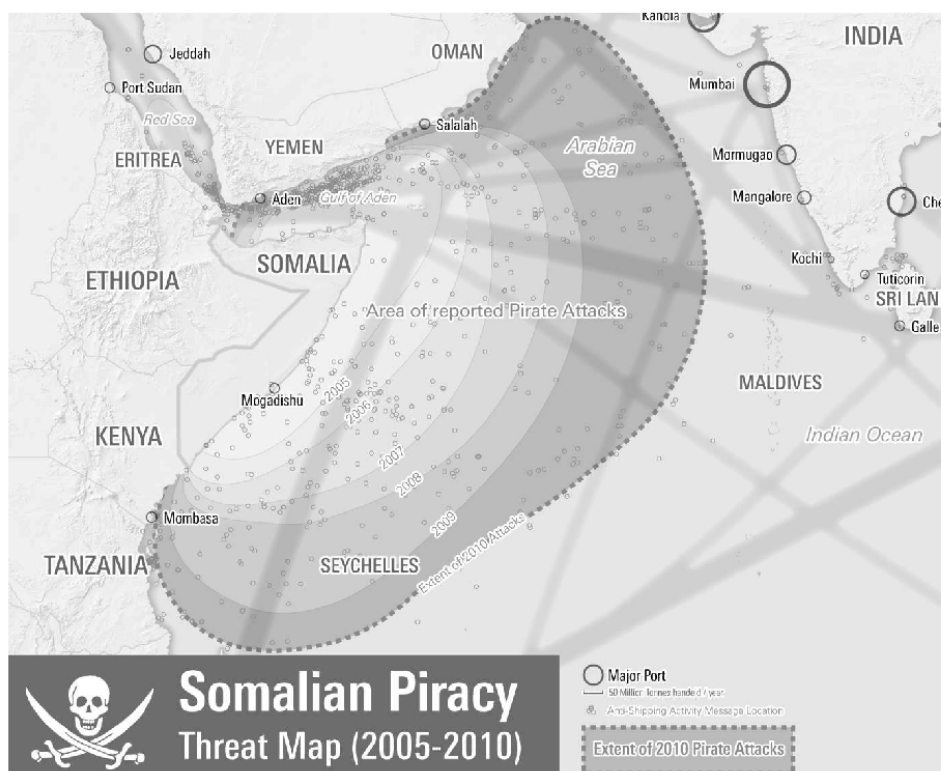 Kandla
INDIA
Jeddah
OMAN
Mumbai
Port Sudan
Red Sea
Salalah
YEMEN
Arabian
Sea
ERITREA
Mormugao
Aden
Gulf of Aden
Mangalore
Che
SOMALIA
Kochi
ETHIOPIA
Tuticorin
SRI LAN
Area of reported Pirate Attacks
Galle
2005
Mogadishu
MALDIVES
2006
KENYA
Indian Ocean
2007
2008
Mombasa
2009
TANZANIA
SEYCHELLES
Extent of 2010 Attacks
Somalian Piracy
Threat Map (2005-2010)
Major Port
50 Million tonnes handled / year
Anti-Shipping Activity Message Location
Extent of 2010 Pirate Attacks